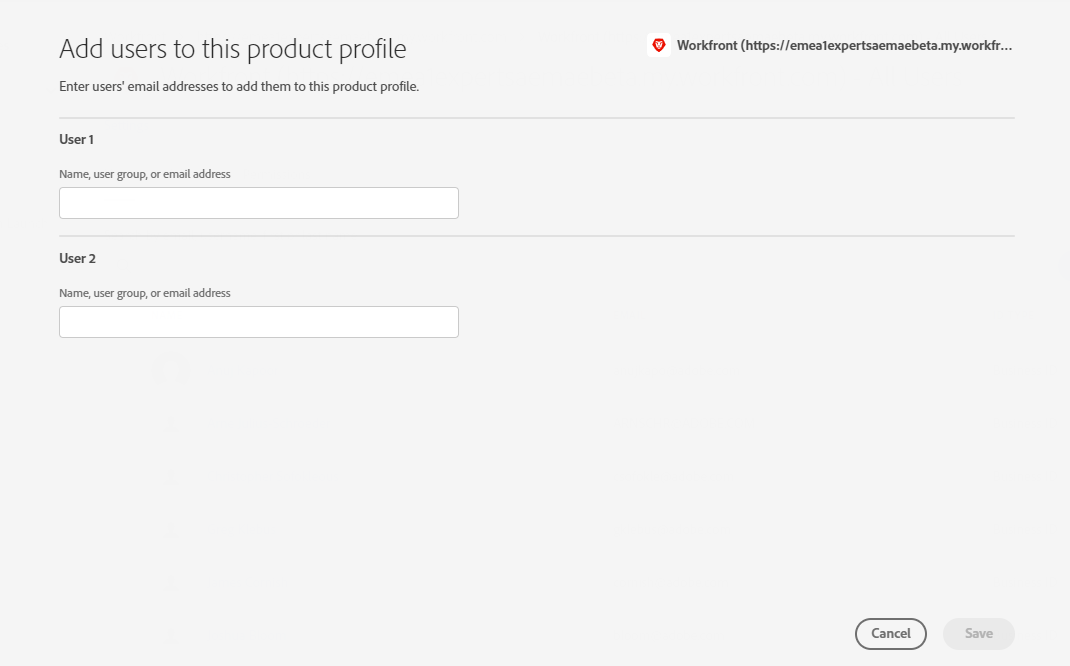 Add users to this product profile
Workfront (https://emea1expertsaemaebeta.my.workfr...
Enter users' email addresses to add them to this product profile.
User 1
Name, user group, or email address
User 2
Name, user group, or email address
Cancel
Save